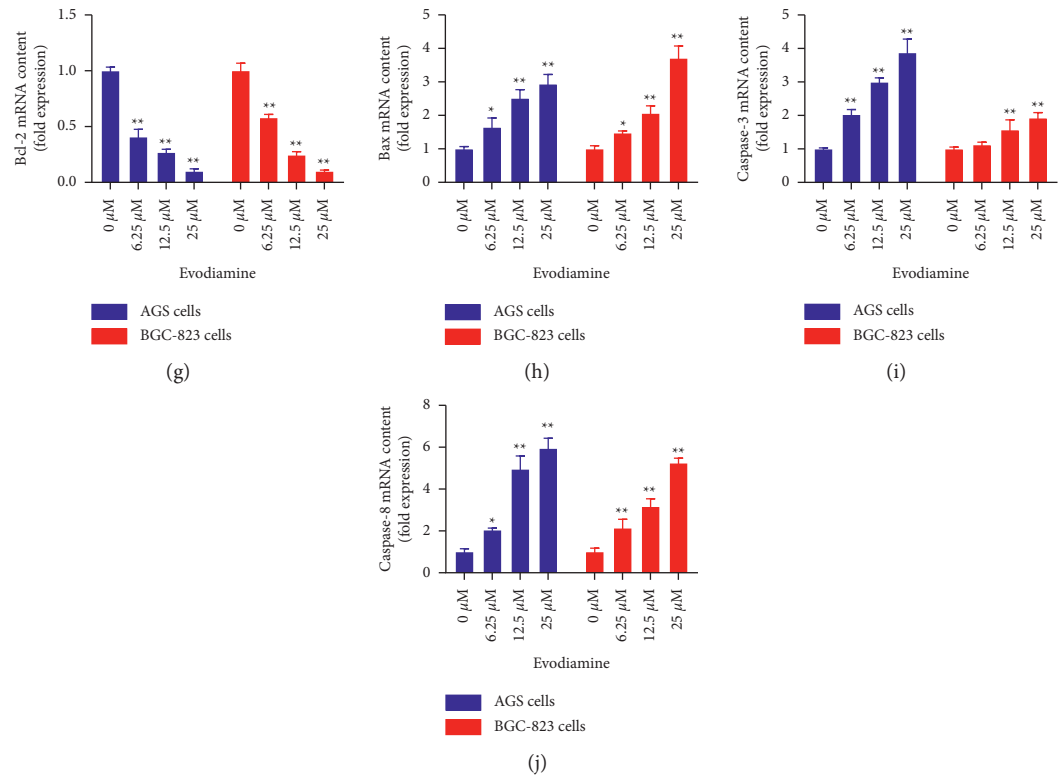 Bcl-2 mRNA content
(fold expression)
1.5
1.0
0.5
0.0
**
**
**
**
**
**
0 µM
6.25 µM
12.5 µM
25 µM
0 µM
6.25 µM
12.5 µM
25 µM
Evodiamine
AGS cells
BGC-823 cells
(g)
Bax mRNA content
(fold expression)
5
4
3
2
1
0
*
**
**
*
**
**
0 µM
6.25 µM
12.5 µM
25 µM
0 µM
6.25 µM
12.5 µM
25 µM
Evodiamine
AGS cells
BGC-823 cells
(h)
Caspase-3 mRNA content
(fold expression)
5
4
3
2
1
0
**
**
**
**
**
0 µM
6.25 µM
12.5 µM
25 µM
0 µM
6.25 µM
12.5 µM
25 µM
Evodiamine
AGS cells
BGC-823 cells
(i)
Caspase-8 mRNA content
(fold expression)
8
6
4
2
0
*
**
**
**
**
**
0 µM
6.25 µM
12.5 µM
25 µM
0 µM
6.25 µM
12.5 µM
25 µM
Evodiamine
AGS cells
BGC-823 cells
(j)